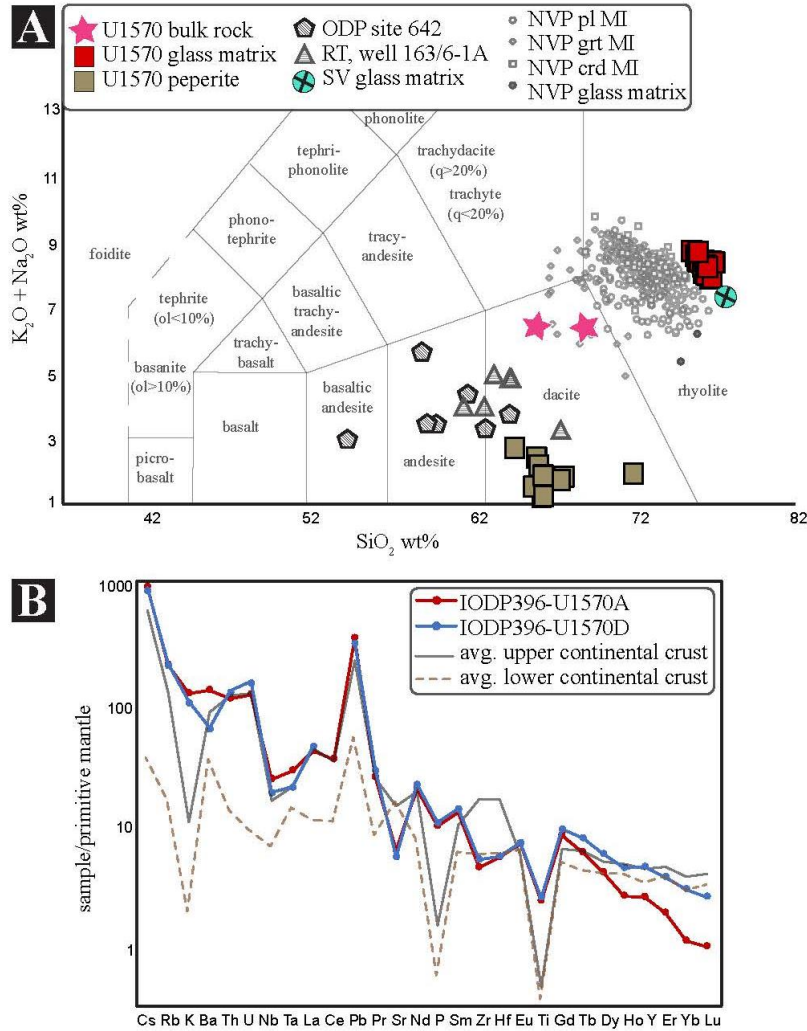 A
U1570 bulk rock
U1570 glass matrix
U1570 peperite
ODP site 642
RT, well 163/6-1A
SV glass matrix
NVP pl MI
NVP grt MI
NVP crd MI
NVP glass matrix
K₂O + Na₂O wt%
13
11
9
7
5
3
1
foidite
phonolite
tephri-
phonolite
trachydacite
(q>20%)
trachyte
(q<20%)
phono-
tephrite
tracy-
andesite
tephrite
(ol<10%)
basaltic
trachy-
andesite
basanite
(ol>10%)
trachy-
basalt
basaltic
andesite
dacite
rhyolite
basalt
andesite
picro-
basalt
42
52
62
72
82
SiO₂ wt%
B
IODP396-U1570A
IODP396-U1570D
avg. upper continental crust
avg. lower continental crust
sample/primitive mantle
1000
100
10
1
Cs Rb K Ba Th U Nb Ta La Ce Pb Pr Sr Nd P Sm Zr Hf Eu Ti Gd Tb Dy Ho Y Er Yb Lu